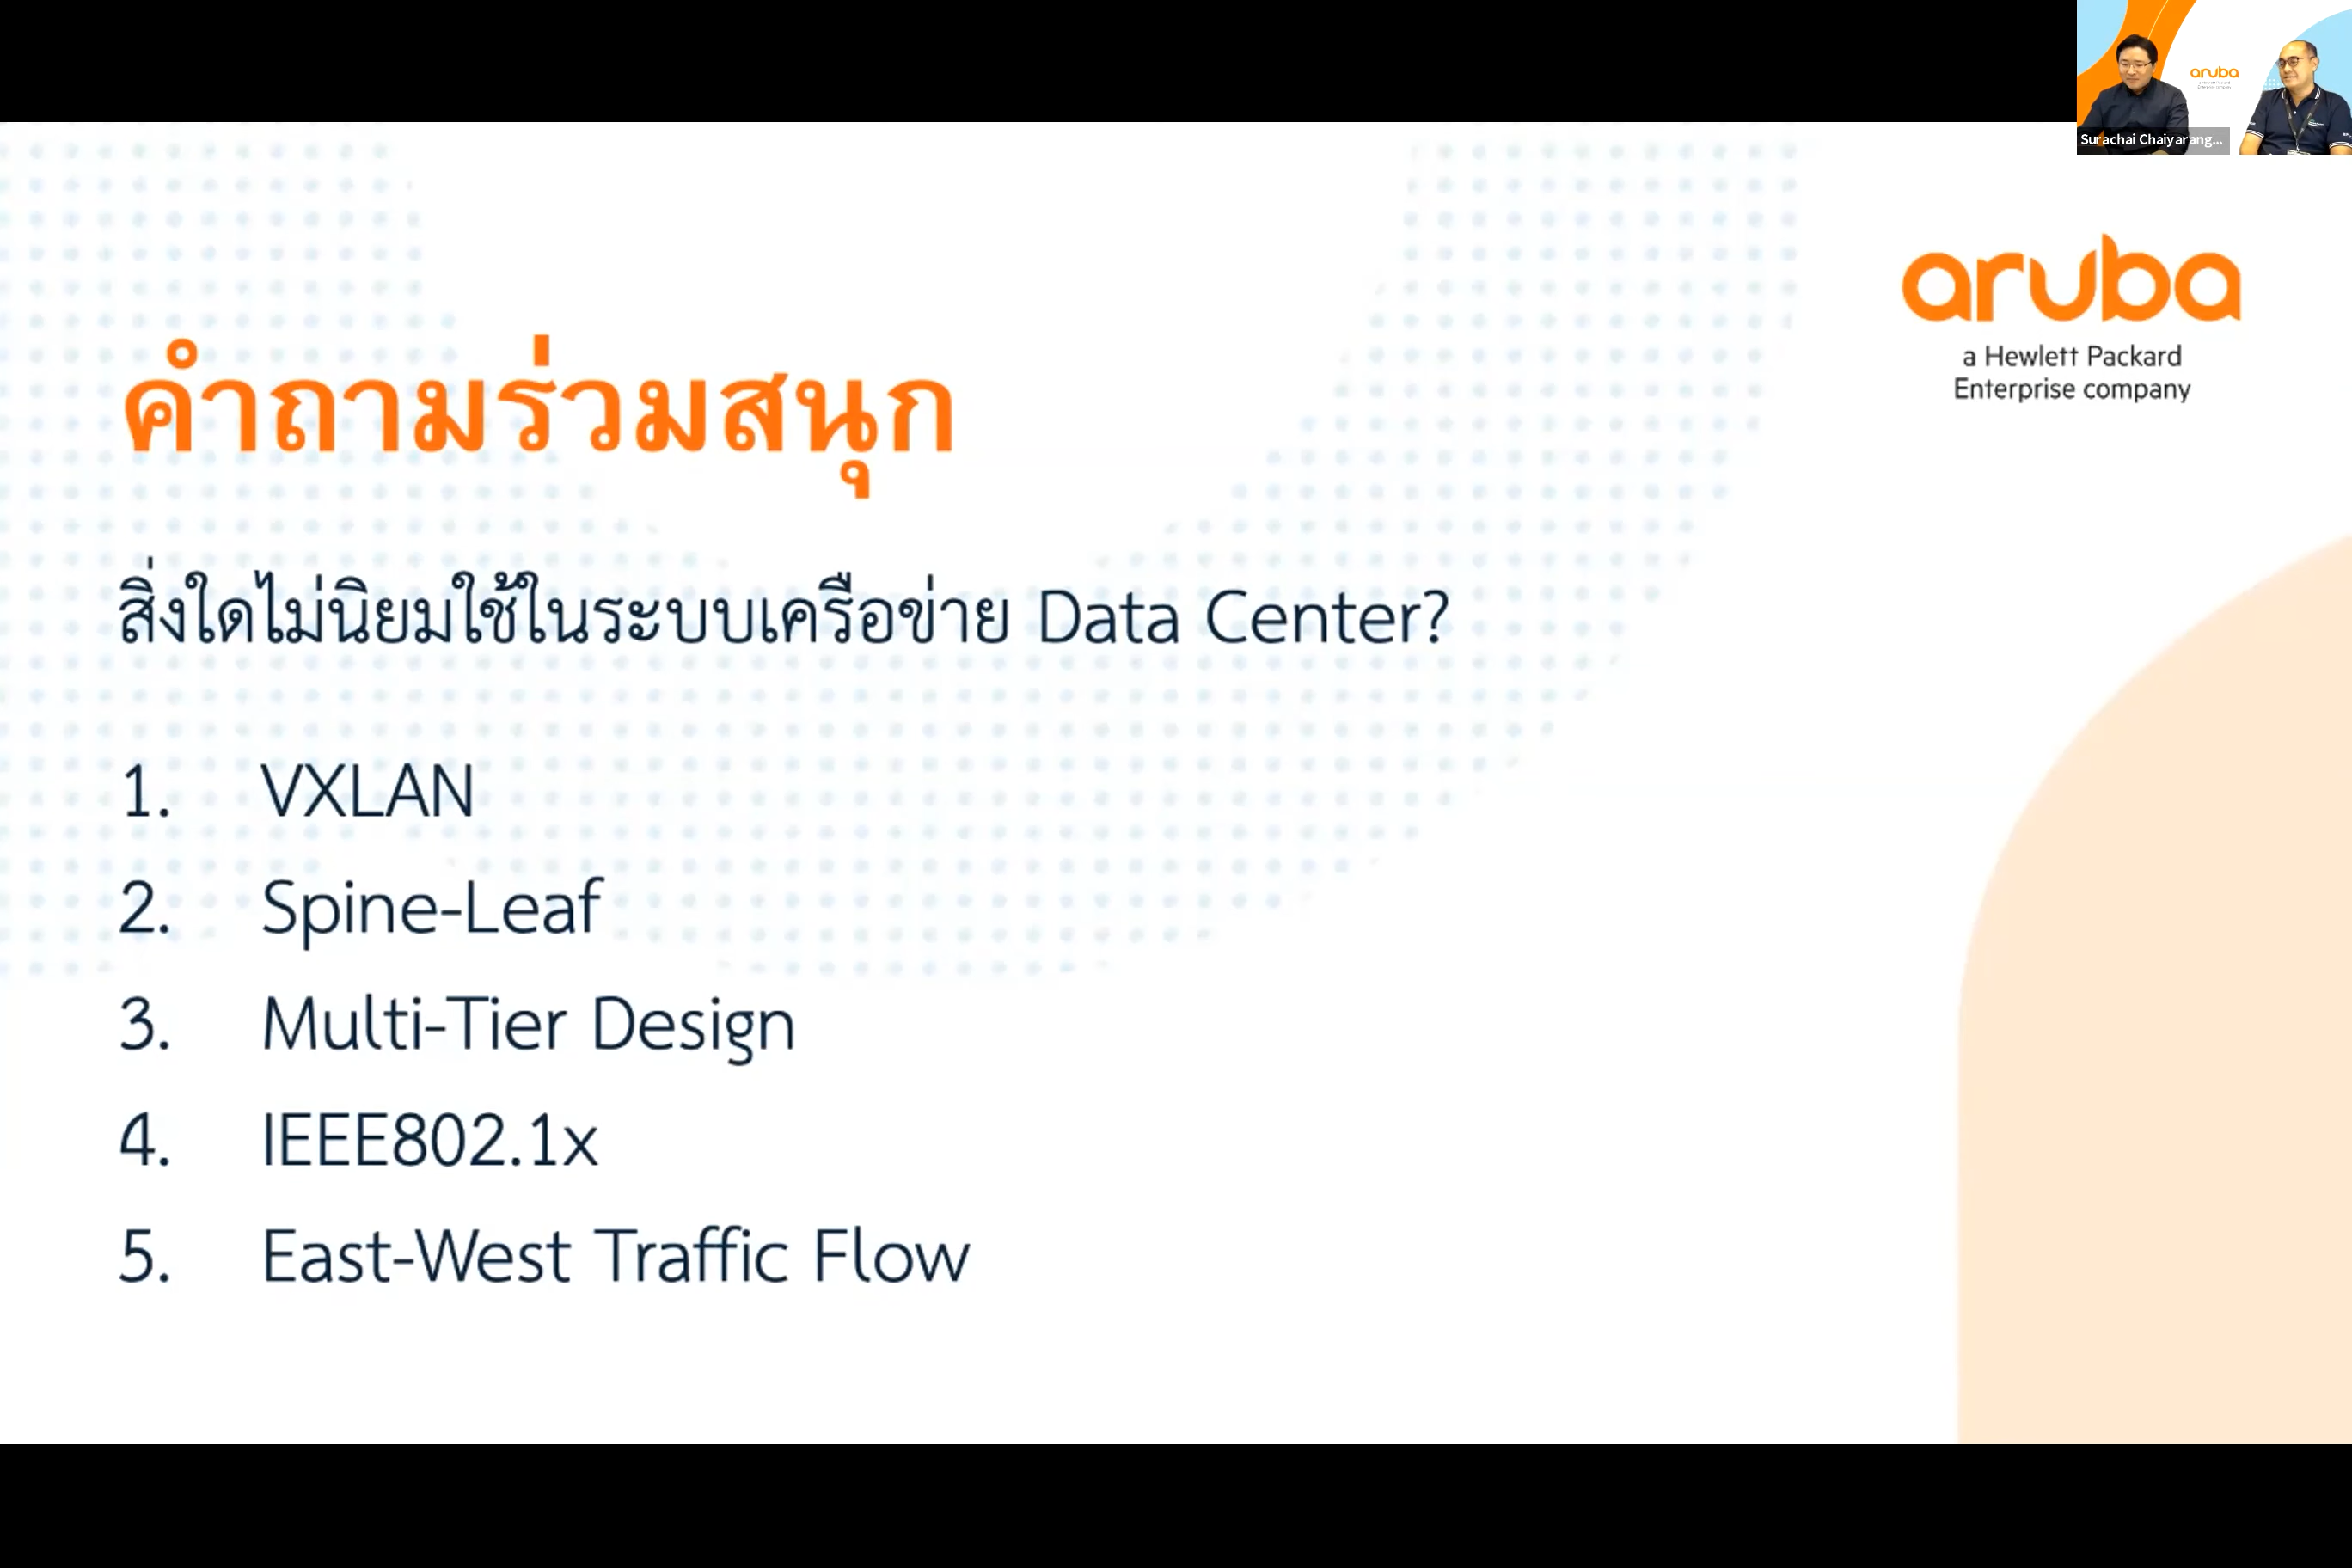 aruba
Surachai Chaiyarang...
aruba
a Hewlett Packard
Enterprise company
คำถามร่วมสนุก
สิ่งใดไม่นิยมใช้ในระบบเครือข่าย Data Center?
1. VXLAN
2. Spine-Leaf
3. Multi-Tier Design
4. IEEE802.1x
5. East-West Traffic Flow